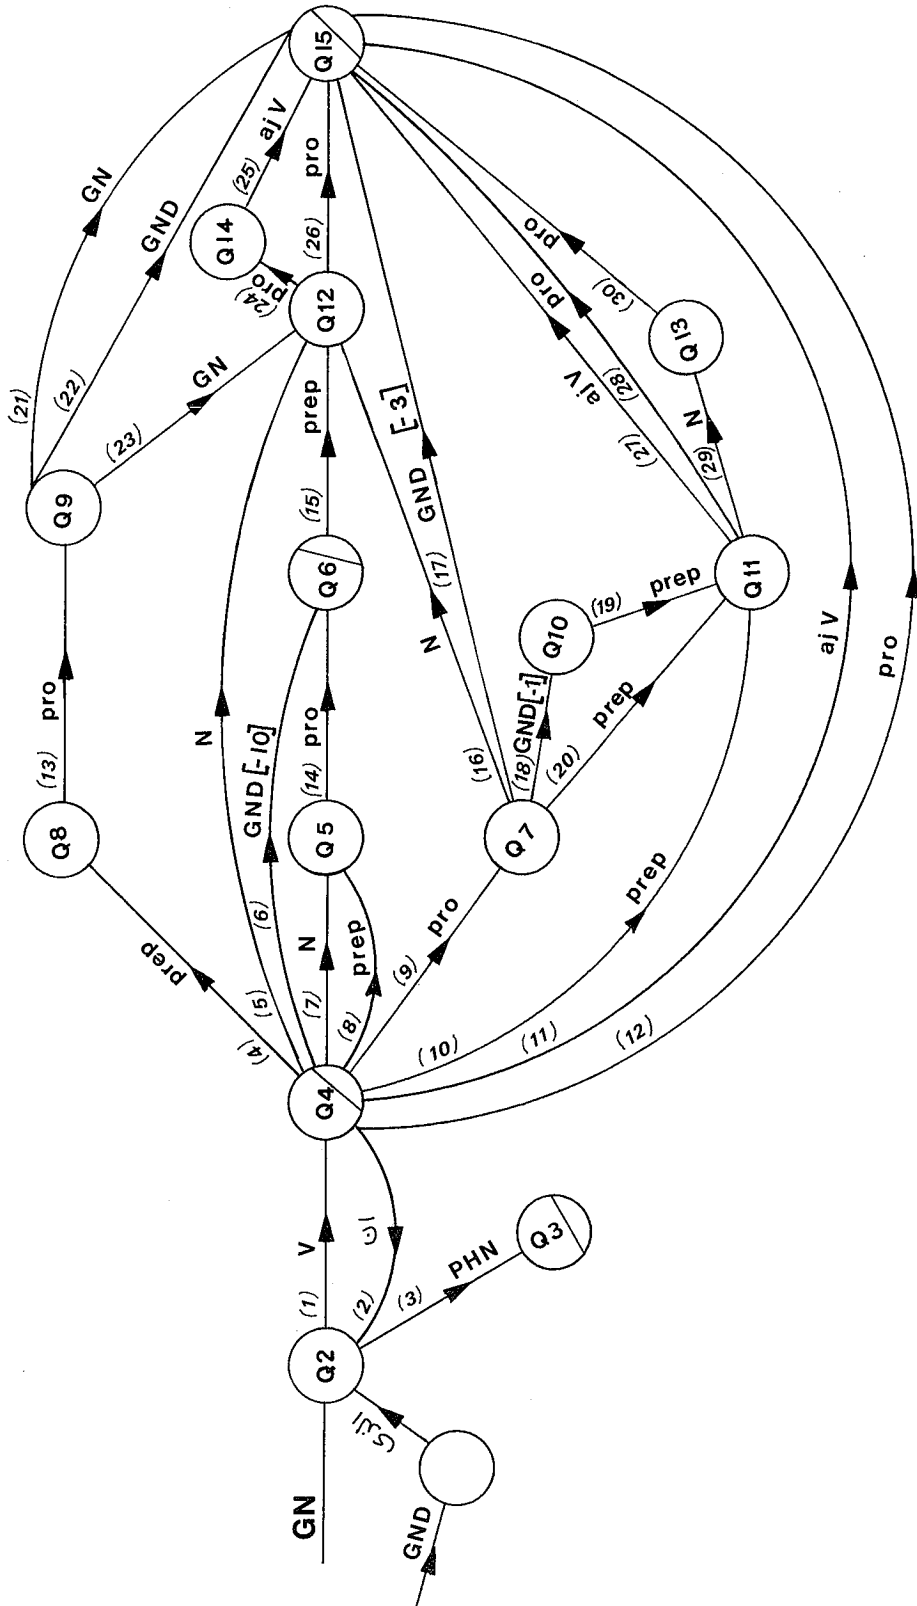 GN
GND
الذي
Q2
(1)
V
(2)
ان
(3)
PHN
Q3
Q4
(4)
prep
(5)
N
(6)
GND [-10]
(7)
N
(8)
prep
(9)
pro
(10)
prep
(11)
aj V
(12)
pro
Q8
(13)
pro
Q5
(14)
pro
Q7
(16)
N
(17)
GND [-3]
(18)
GND[-1]
(20)
prep
Q10
(19)
prep
Q6
(15)
prep
Q9
(21)
GN
(22)
GND
(23)
GN
Q11
(27)
aj V
(28)
pro
(29)
N
Q13
(30)
pro
Q12
(24)
pro
(26)
pro
Q14
(25)
aj V
Q15